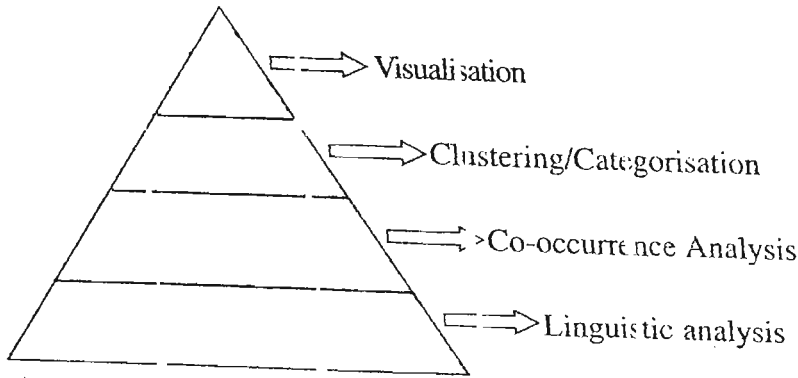 Visualisation
Clustering/Categorisation
Co-occurrence Analysis
Linguistic analysis